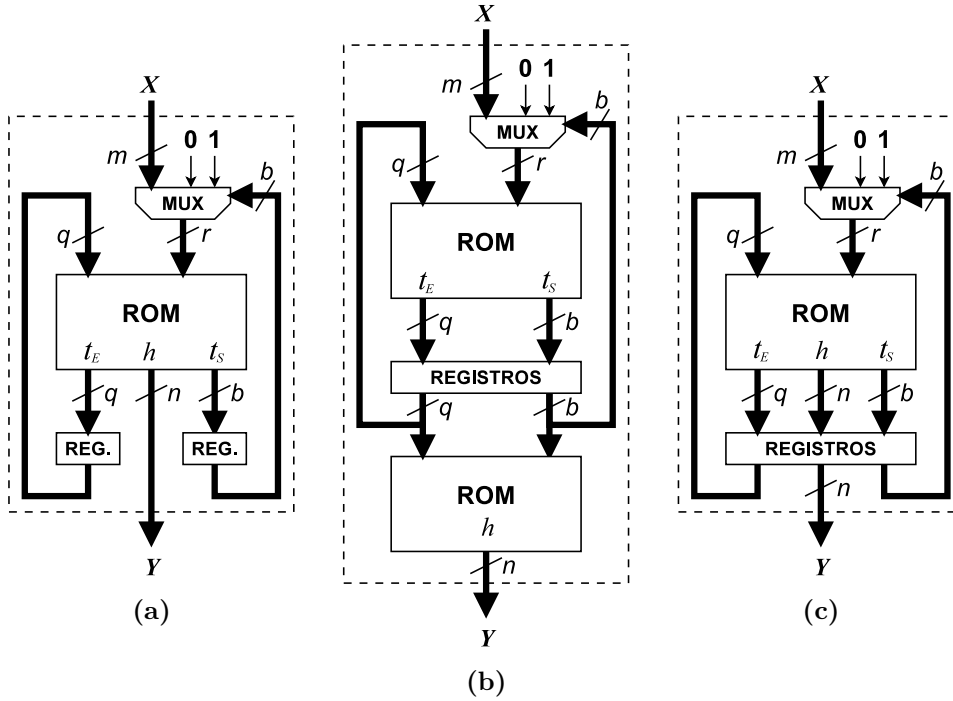 X
m
0 1
b
MUX
q
r
ROM
t_E h t_S
q n b
REG. REG.
Y
(a)
X
m
0 1
b
MUX
q
r
ROM
t_E t_S
q b
REGISTROS
q b
ROM
h
n
Y
(b)
X
m
0 1
b
MUX
q
r
ROM
t_E h t_S
q n b
REGISTROS
n
Y
(c)